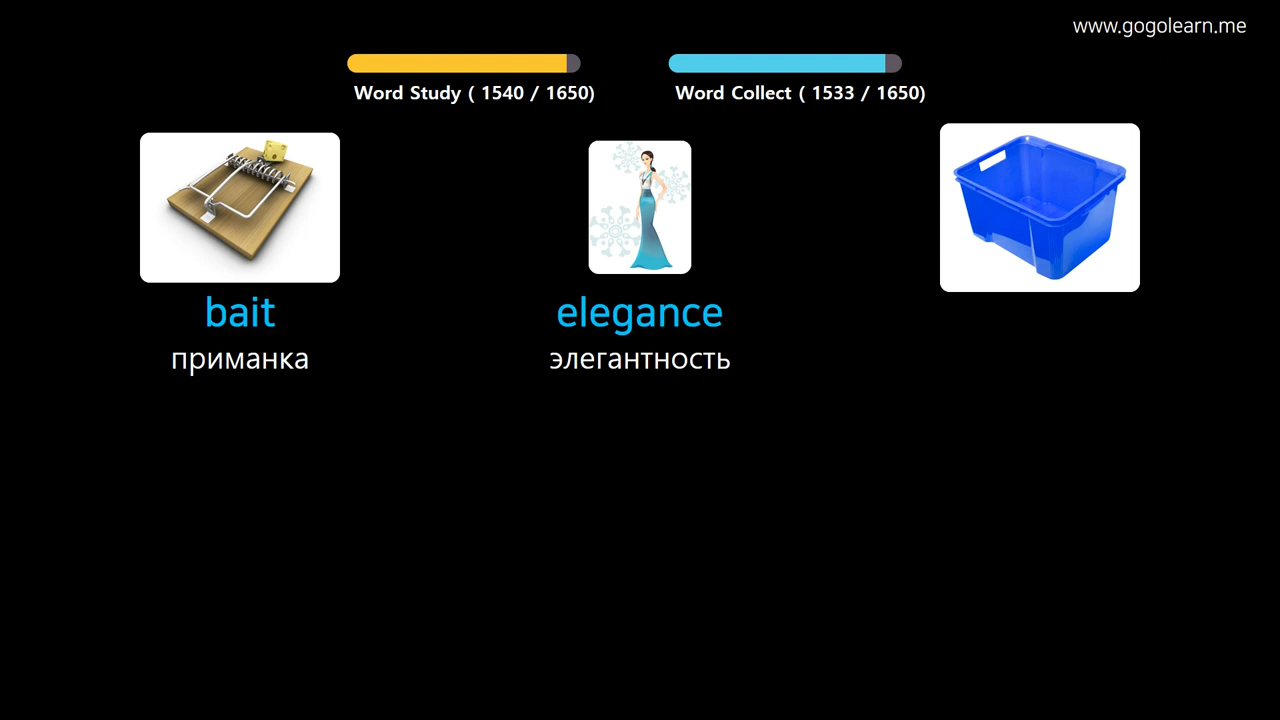 www.gogolearn.me
Word Study ( 1540 / 1650)
Word Collect ( 1533 / 1650)
bait
elegance
приманка
элегантность